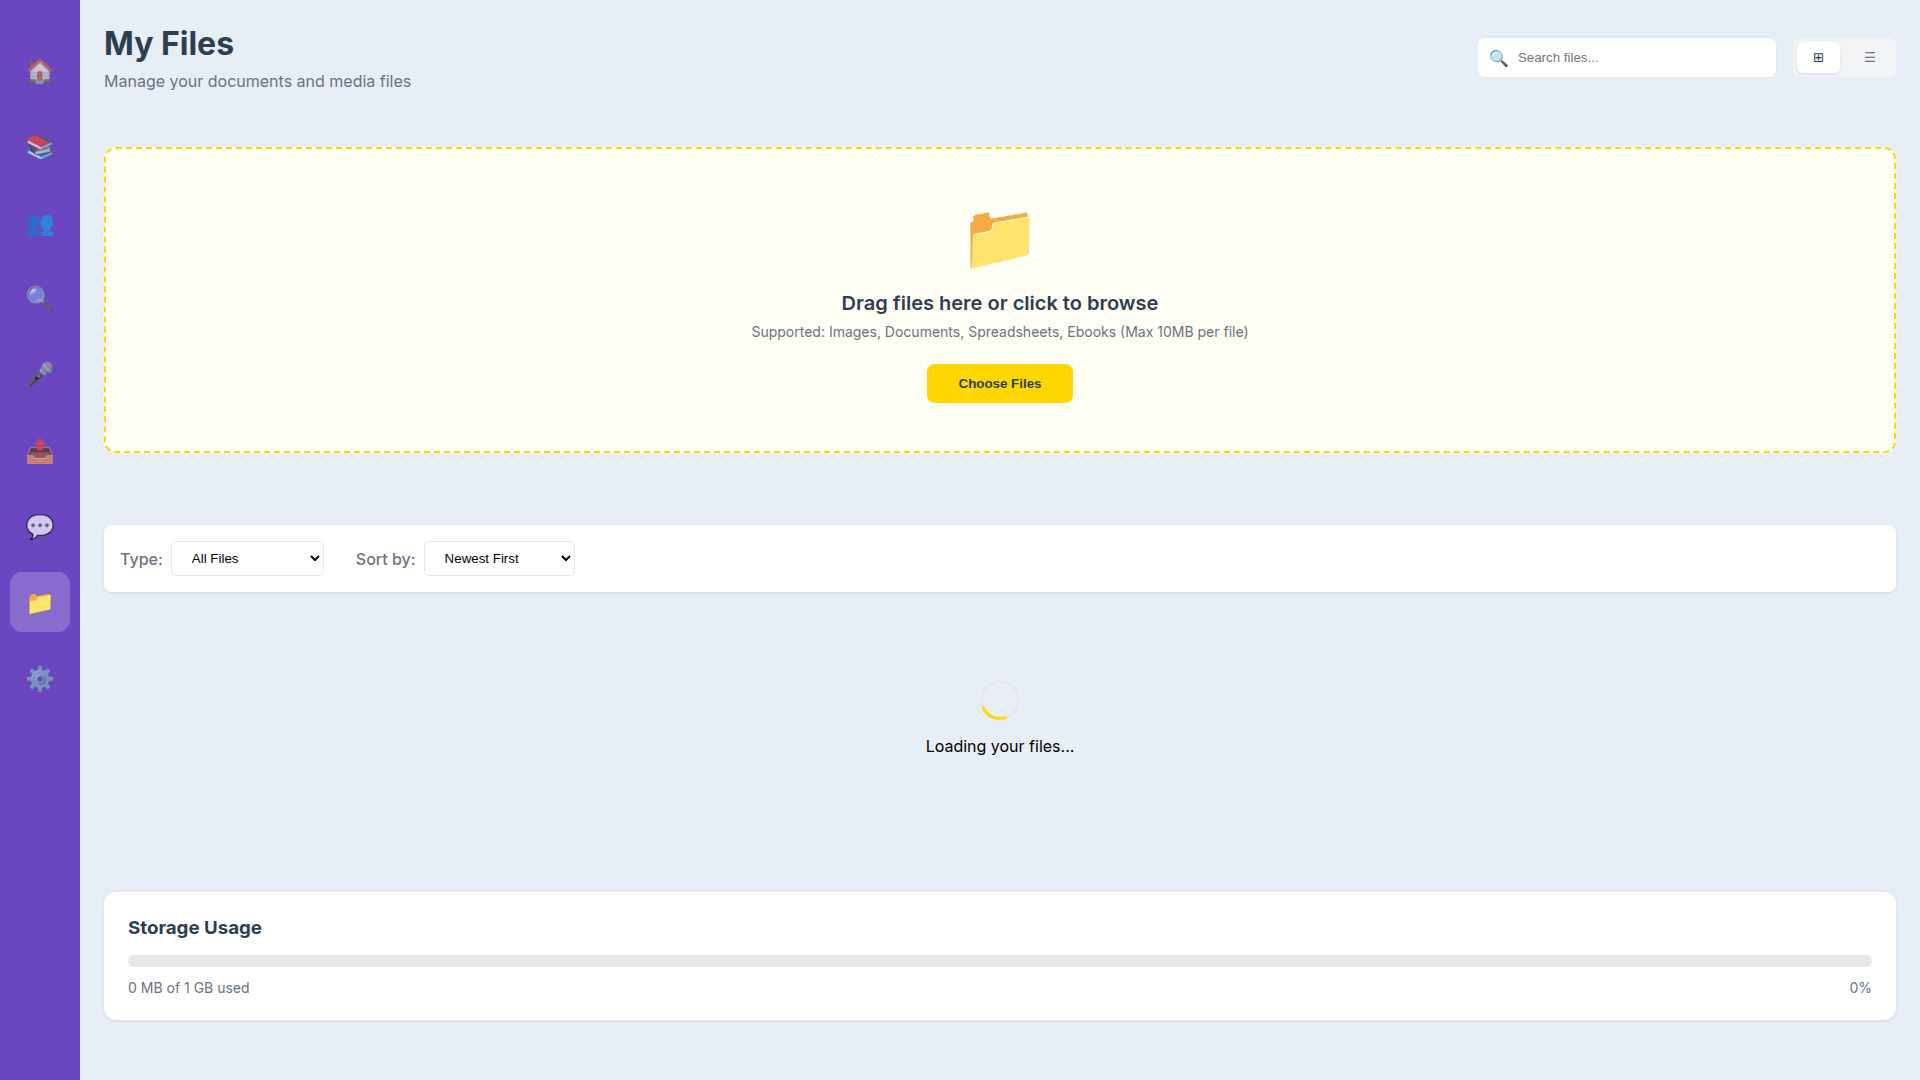 My Files
Manage your documents and media files
Search files...
Drag files here or click to browse
Supported: Images, Documents, Spreadsheets, Ebooks (Max 10MB per file)
Choose Files
Type: All Files Sort by: Newest First
Loading your files...
Storage Usage
0 MB of 1 GB used 0%